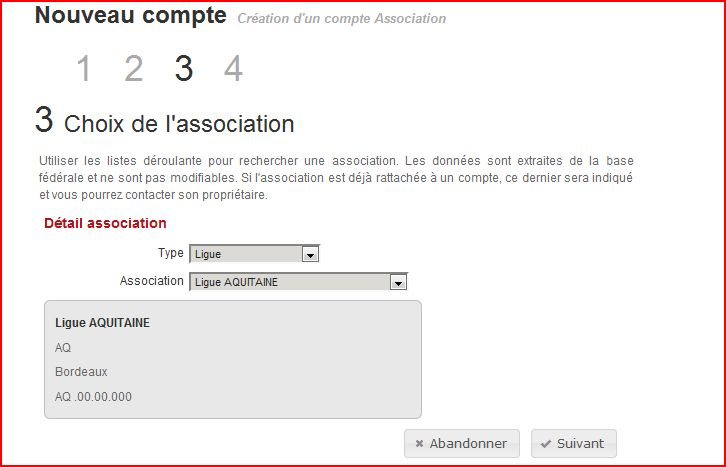 Nouveau compte Création d'un compte Association
1 2 3 4
3 Choix de l'association
Utiliser les listes déroulante pour rechercher une association. Les données sont extraites de la base
fédérale et ne sont pas modifiables. Si l'association est déjà rattachée à un compte, ce dernier sera indiqué
et vous pourrez contacter son propriétaire.
Détail association
Type Ligue
Association Ligue AQUITAINE
Ligue AQUITAINE
AQ
Bordeaux
AQ .00.00.000
Abandonner Suivant